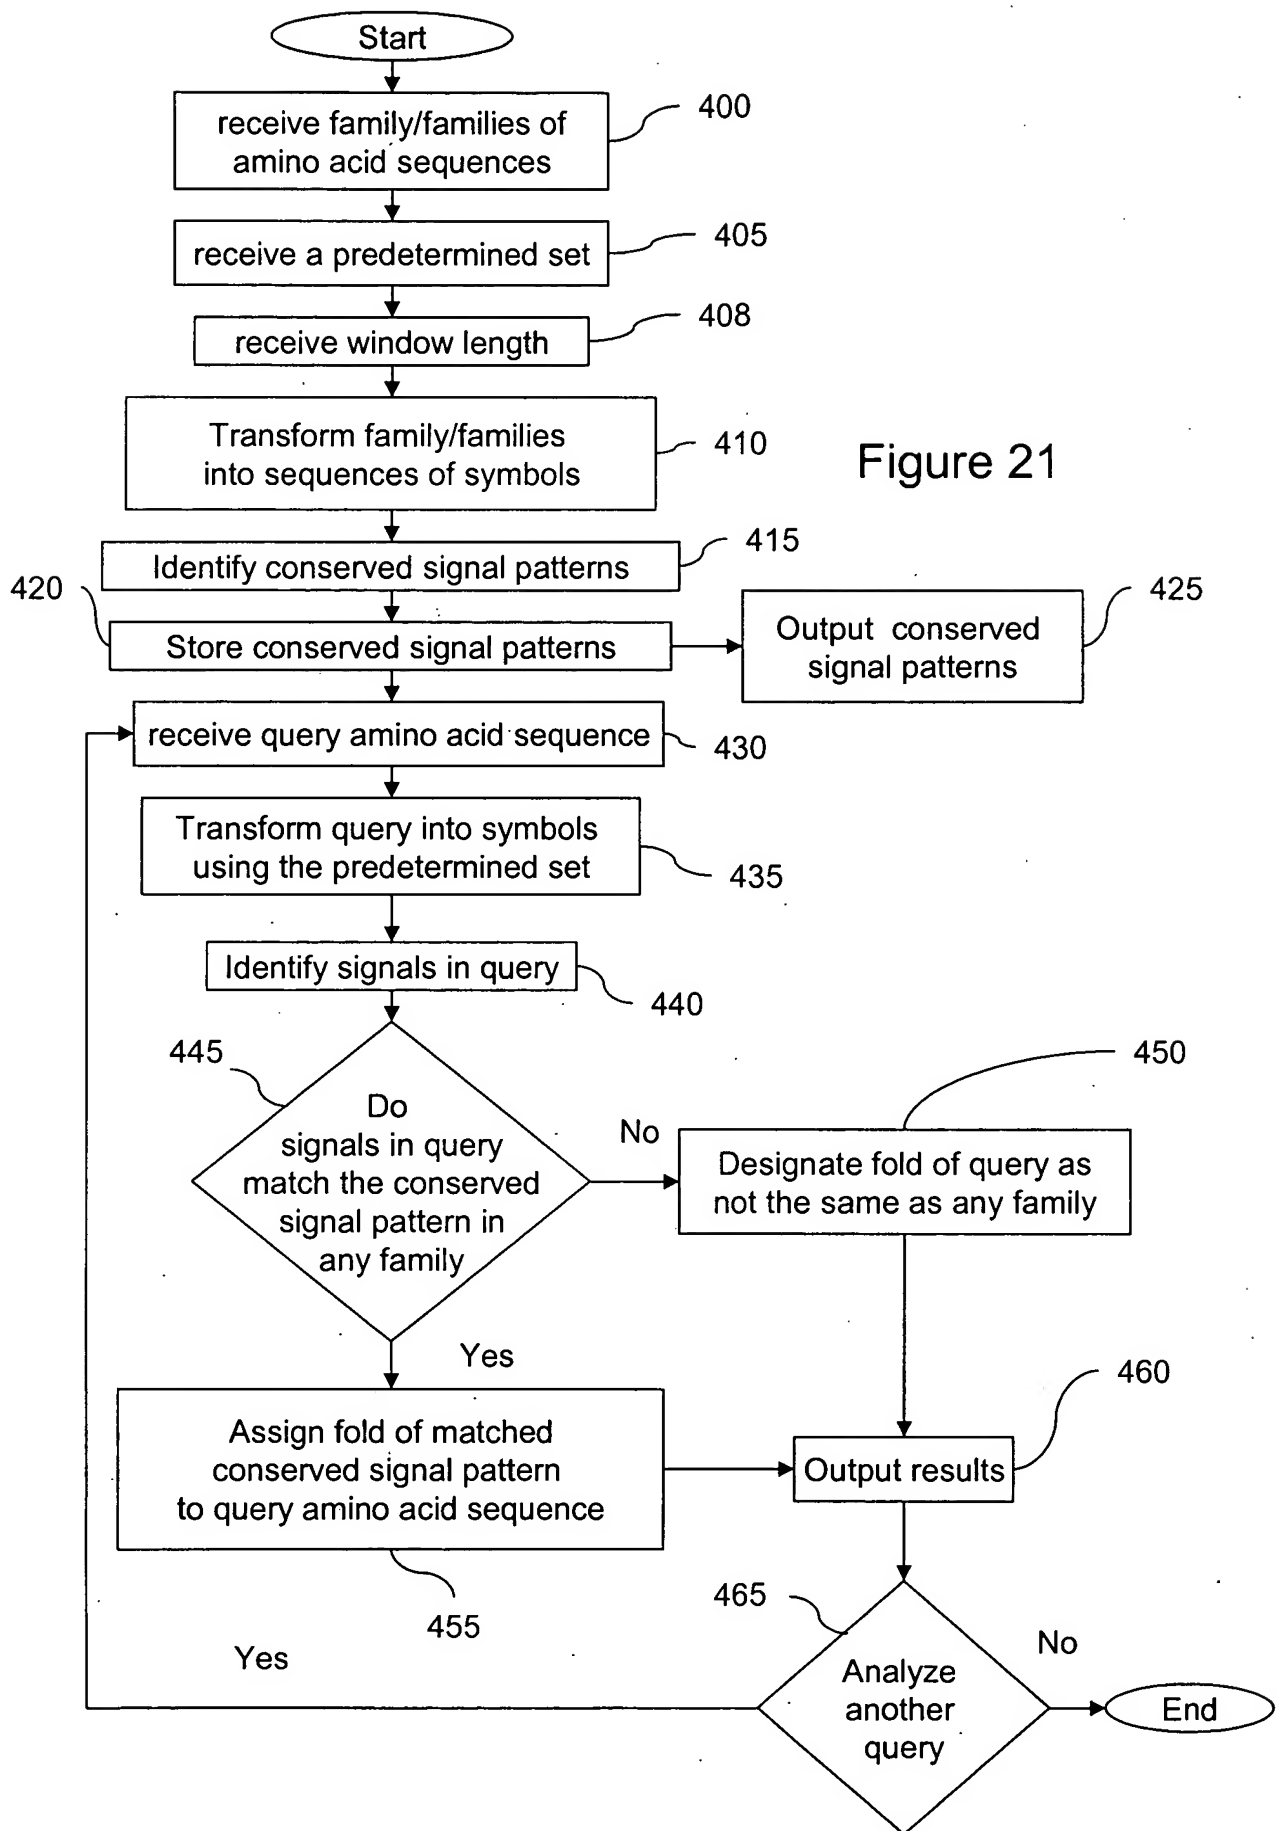 Start
receive family/families of
amino acid sequences
400
receive a predetermined set
405
receive window length
408
Transform family/families
into sequences of symbols
410
Figure 21
Identify conserved signal patterns
415
420
Store conserved signal patterns
Output conserved
signal patterns
425
receive query amino acid sequence
430
Transform query into symbols
using the predetermined set
435
Identify signals in query
440
445
Do
signals in query
match the conserved
signal pattern in
any family
No
450
Designate fold of query as
not the same as any family
Yes
Assign fold of matched
conserved signal pattern
to query amino acid sequence
455
460
Output results
465
Analyze
another
query
Yes
No
End